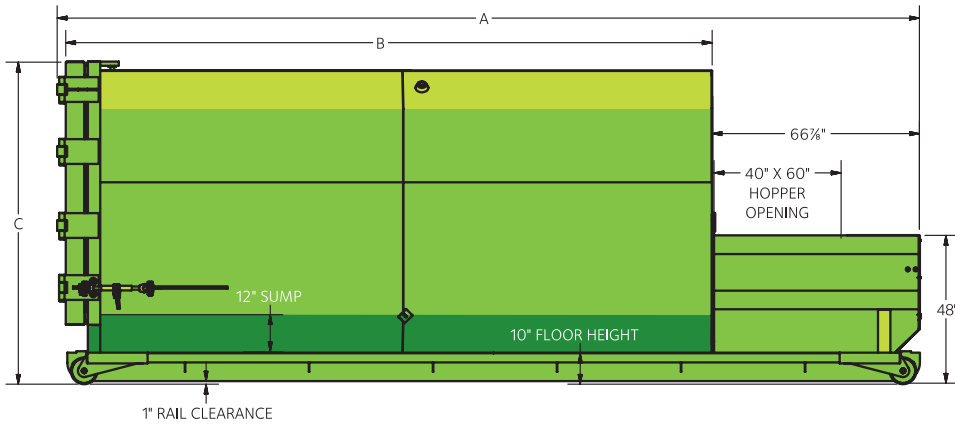 A
B
66⅞"
40" X 60"
HOPPER
OPENING
C
12" SUMP
48"
10" FLOOR HEIGHT
1" RAIL CLEARANCE